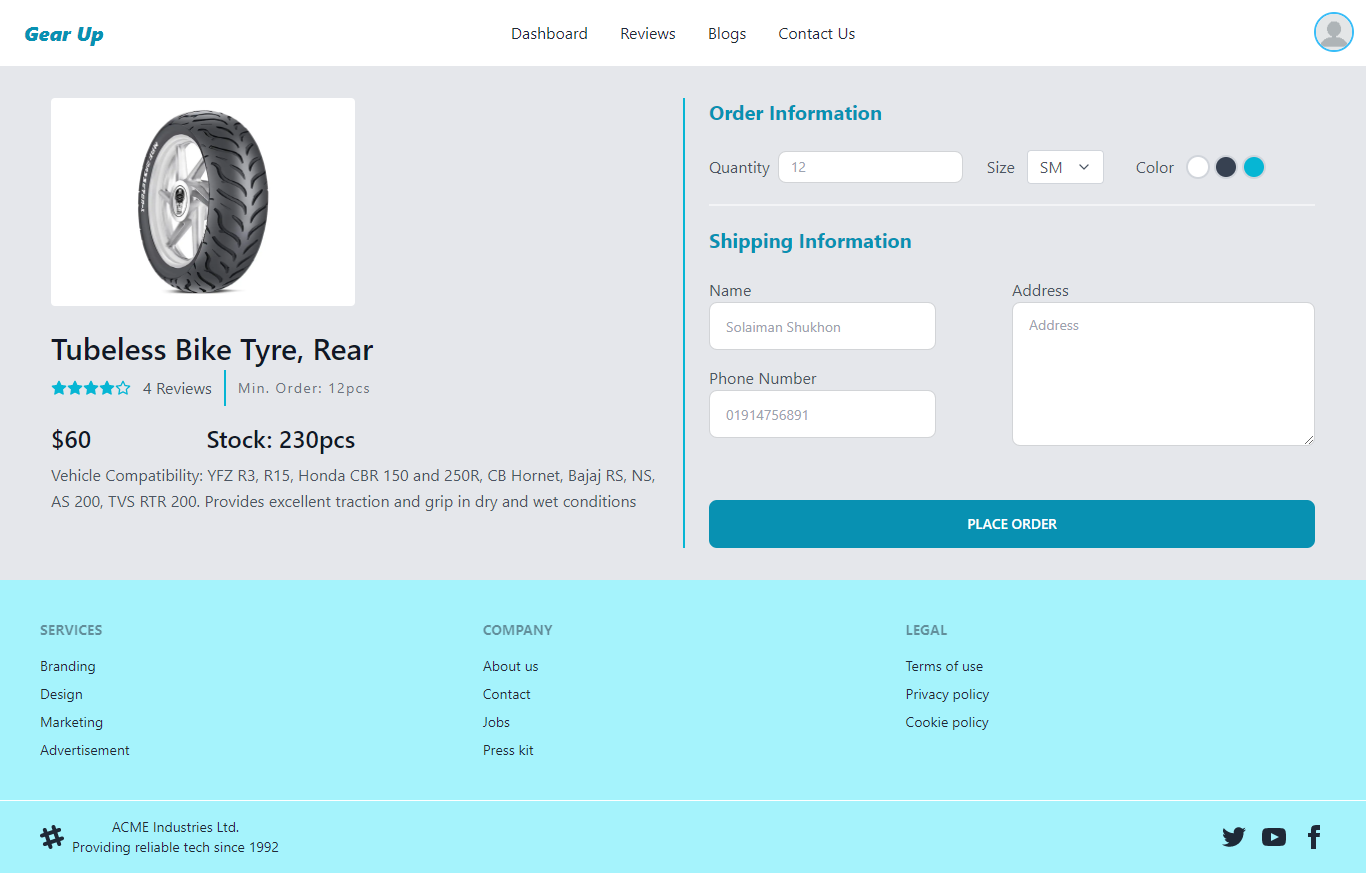 Gear Up
Dashboard
Reviews
Blogs
Contact Us
Tubeless Bike Tyre, Rear
4 Reviews
Min. Order: 12pcs
$60
Stock: 230pcs
Vehicle Compatibility: YFZ R3, R15, Honda CBR 150 and 250R, CB Hornet, Bajaj RS, NS,
AS 200, TVS RTR 200. Provides excellent traction and grip in dry and wet conditions
Order Information
Quantity
12
Size
SM
Color
Shipping Information
Name
Solaiman Shukhon
Phone Number
01914756891
Address
Address
PLACE ORDER
SERVICES
Branding
Design
Marketing
Advertisement
COMPANY
About us
Contact
Jobs
Press kit
LEGAL
Terms of use
Privacy policy
Cookie policy
ACME Industries Ltd.
Providing reliable tech since 1992